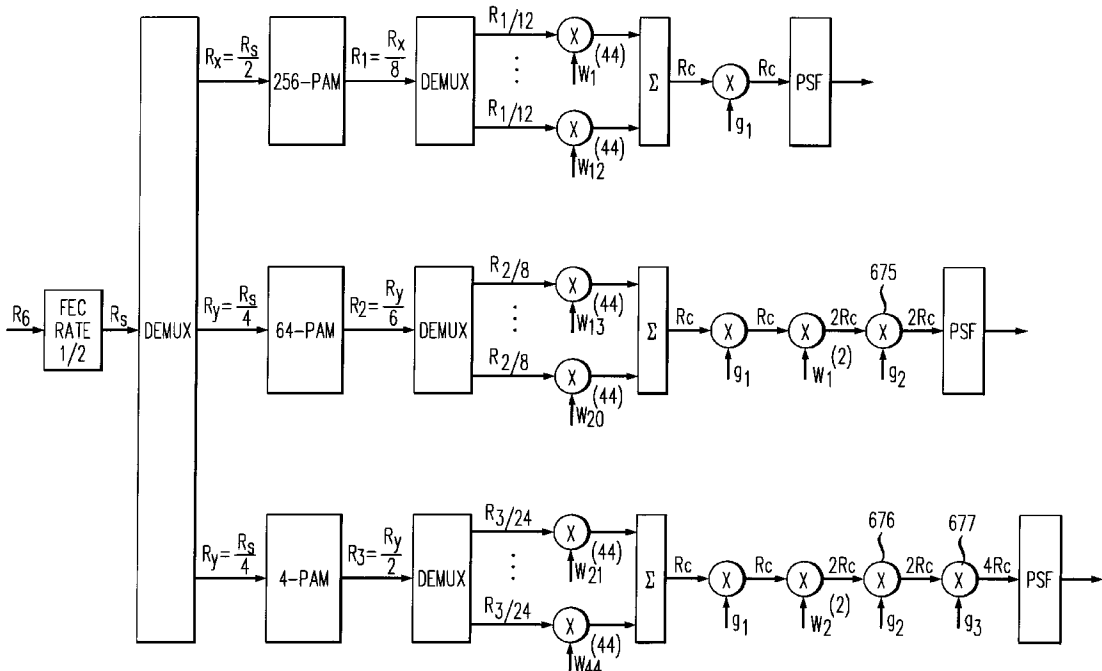 R1/12
Rx=Rs/2
256-PAM
R1=Rx/8
DEMUX
X
(44)
W1
⋮
R1/12
X
(44)
W12
Σ
Rc
X
g1
Rc
PSF
R6
FEC
RATE
1/2
Rs
DEMUX
Ry=Rs/4
64-PAM
R2=Ry/6
DEMUX
R2/8
X
(44)
W13
⋮
R2/8
X
(44)
W20
Σ
Rc
X
g1
Rc
X
W1(2)
2Rc
675
X
g2
2Rc
PSF
Ry=Rs/4
4-PAM
R3=Ry/2
DEMUX
R3/24
X
(44)
W21
⋮
R3/24
X
(44)
W44
Σ
Rc
X
g1
Rc
X
W2(2)
2Rc
676
X
g2
2Rc
677
X
g3
4Rc
PSF